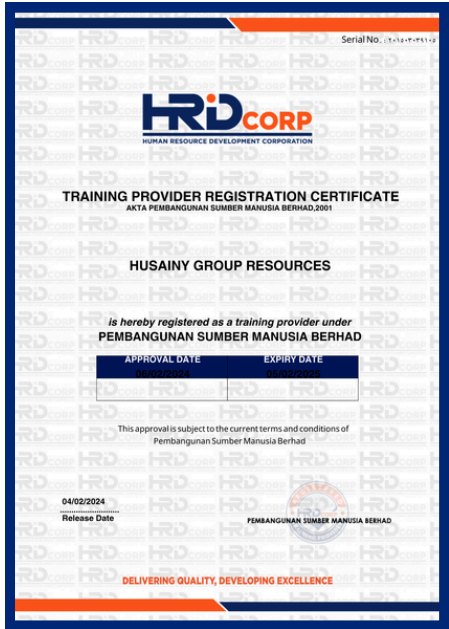 Serial No. :
HRDCORP
HUMAN RESOURCE DEVELOPMENT CORPORATION
TRAINING PROVIDER REGISTRATION CERTIFICATE
AKTA PEMBANGUNAN SUMBER MANUSIA BERHAD,2001
HUSAINY GROUP RESOURCES
is hereby registered as a training provider under
PEMBANGUNAN SUMBER MANUSIA BERHAD
APPROVAL DATE EXPIRY DATE
06/02/2024 05/02/2025
This approval is subject to the current terms and conditions of
Pembangunan Sumber Manusia Berhad
04/02/2024
Release Date
PEMBANGUNAN SUMBER MANUSIA BERHAD
DELIVERING QUALITY, DEVELOPING EXCELLENCE